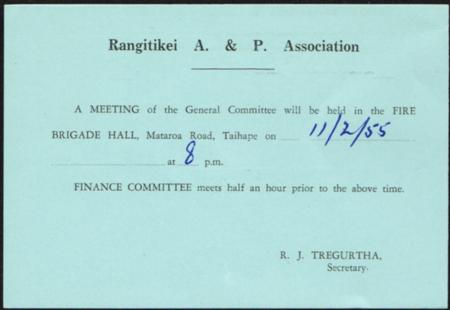 Rangitikei A. & P. Association
A MEETING of the General Committee will be held in the FIRE
BRIGADE HALL, Mataroa Road, Taihape on 11/2/55
at 8 p.m.
FINANCE COMMITTEE meets half an hour prior to the above time.
R. J. TREGURTHA,
Secretary.